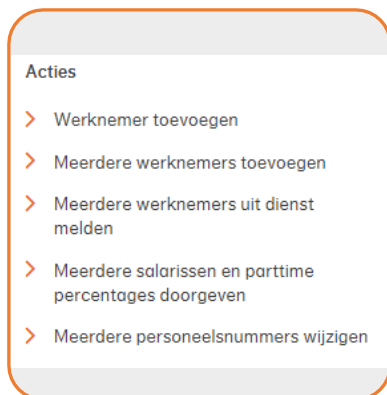 Acties
Werknemer toevoegen
Meerdere werknemers toevoegen
Meerdere werknemers uit dienst
melden
Meerdere salarissen en parttime
percentages doorgeven
Meerdere personeelsnummers wijzigen